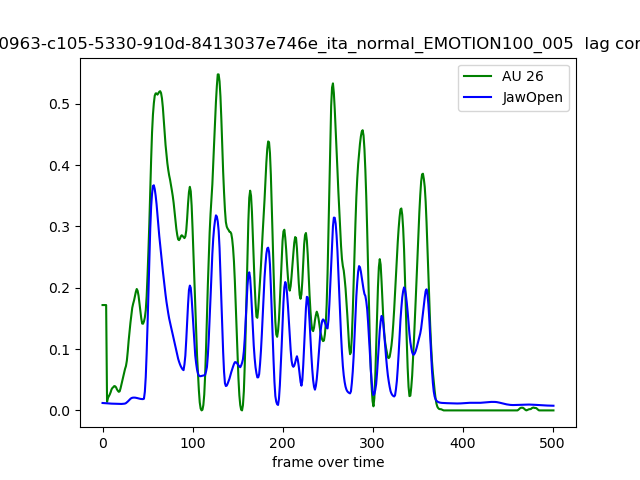 0963-c105-5330-910d-8413037e746e_ita_normal_EMOTION100_005  lag cor
AU 26
JawOpen
0.5
0.4
0.3
0.2
0.1
0.0
0 100 200 300 400 500
frame over time